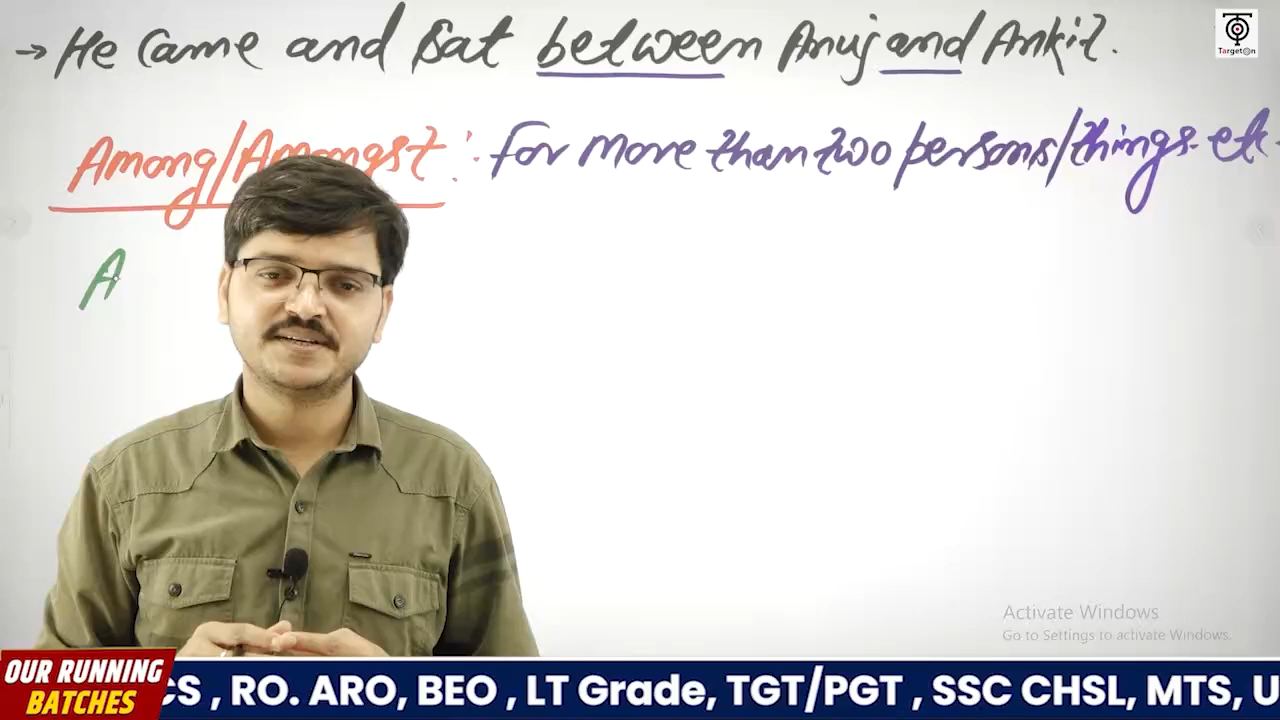 → He Came and Sat between Anuj and Ankit.
TargetOn
Among/Amongst : for more than two persons/things etc.
A
Activate Windows
Go to Settings to activate Windows.
OUR RUNNING
BATCHES
CS , RO. ARO, BEO , LT Grade, TGT/PGT , SSC CHSL, MTS, U